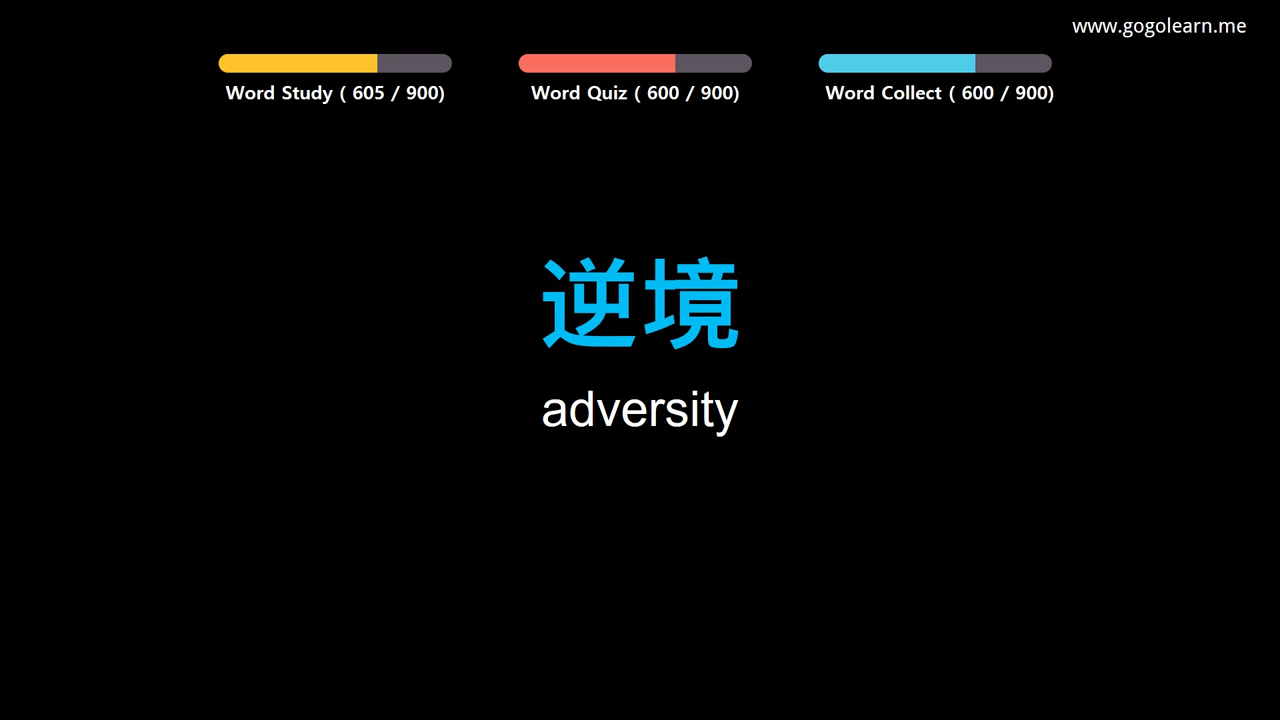 www.gogolearn.me
Word Study ( 605 / 900)
Word Quiz ( 600 / 900)
Word Collect ( 600 / 900)
逆境
adversity